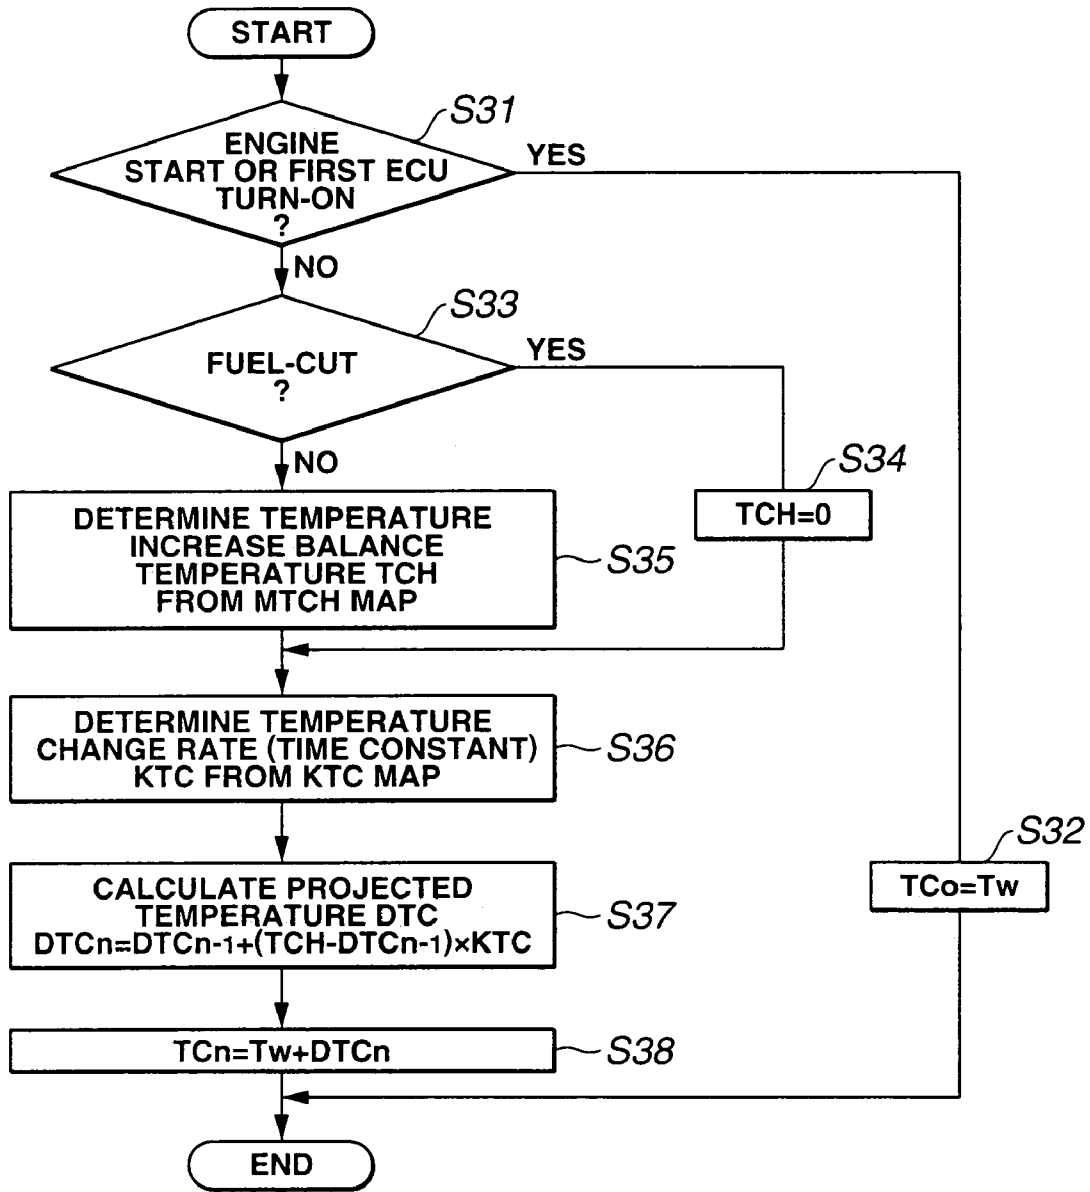 START
S31
ENGINE
START OR FIRST ECU
TURN-ON
?
YES
NO
S33
FUEL-CUT
?
YES
NO
S34
TCH=0
DETERMINE TEMPERATURE
INCREASE BALANCE
TEMPERATURE TCH
FROM MTCH MAP
S35
DETERMINE TEMPERATURE
CHANGE RATE (TIME CONSTANT)
KTC FROM KTC MAP
S36
S32
TCo=Tw
CALCULATE PROJECTED
TEMPERATURE DTC
DTCn=DTCn-1+(TCH-DTCn-1)×KTC
S37
TCn=Tw+DTCn
S38
END